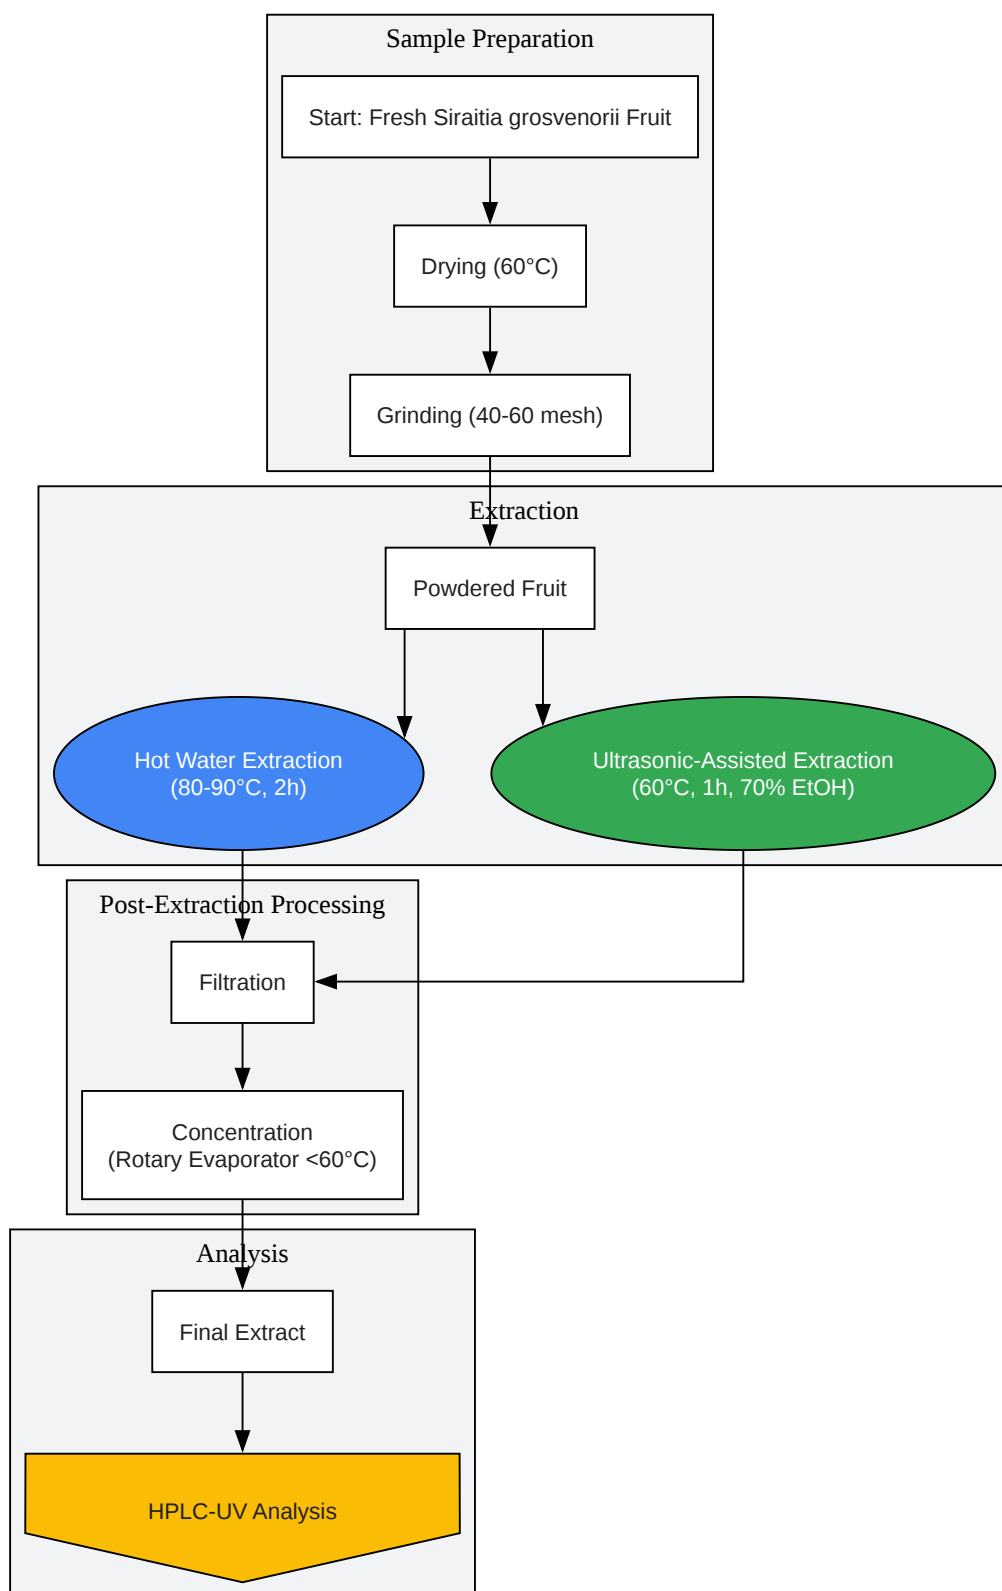 Sample Preparation
Start: Fresh Siraitia grosvenorii Fruit
Drying (60°C)
Grinding (40-60 mesh)
Extraction
Powdered Fruit
Hot Water Extraction
(80-90°C, 2h)
Ultrasonic-Assisted Extraction
(60°C, 1h, 70% EtOH)
Post-Extraction Processing
Filtration
Concentration
(Rotary Evaporator <60°C)
Analysis
Final Extract
HPLC-UV Analysis